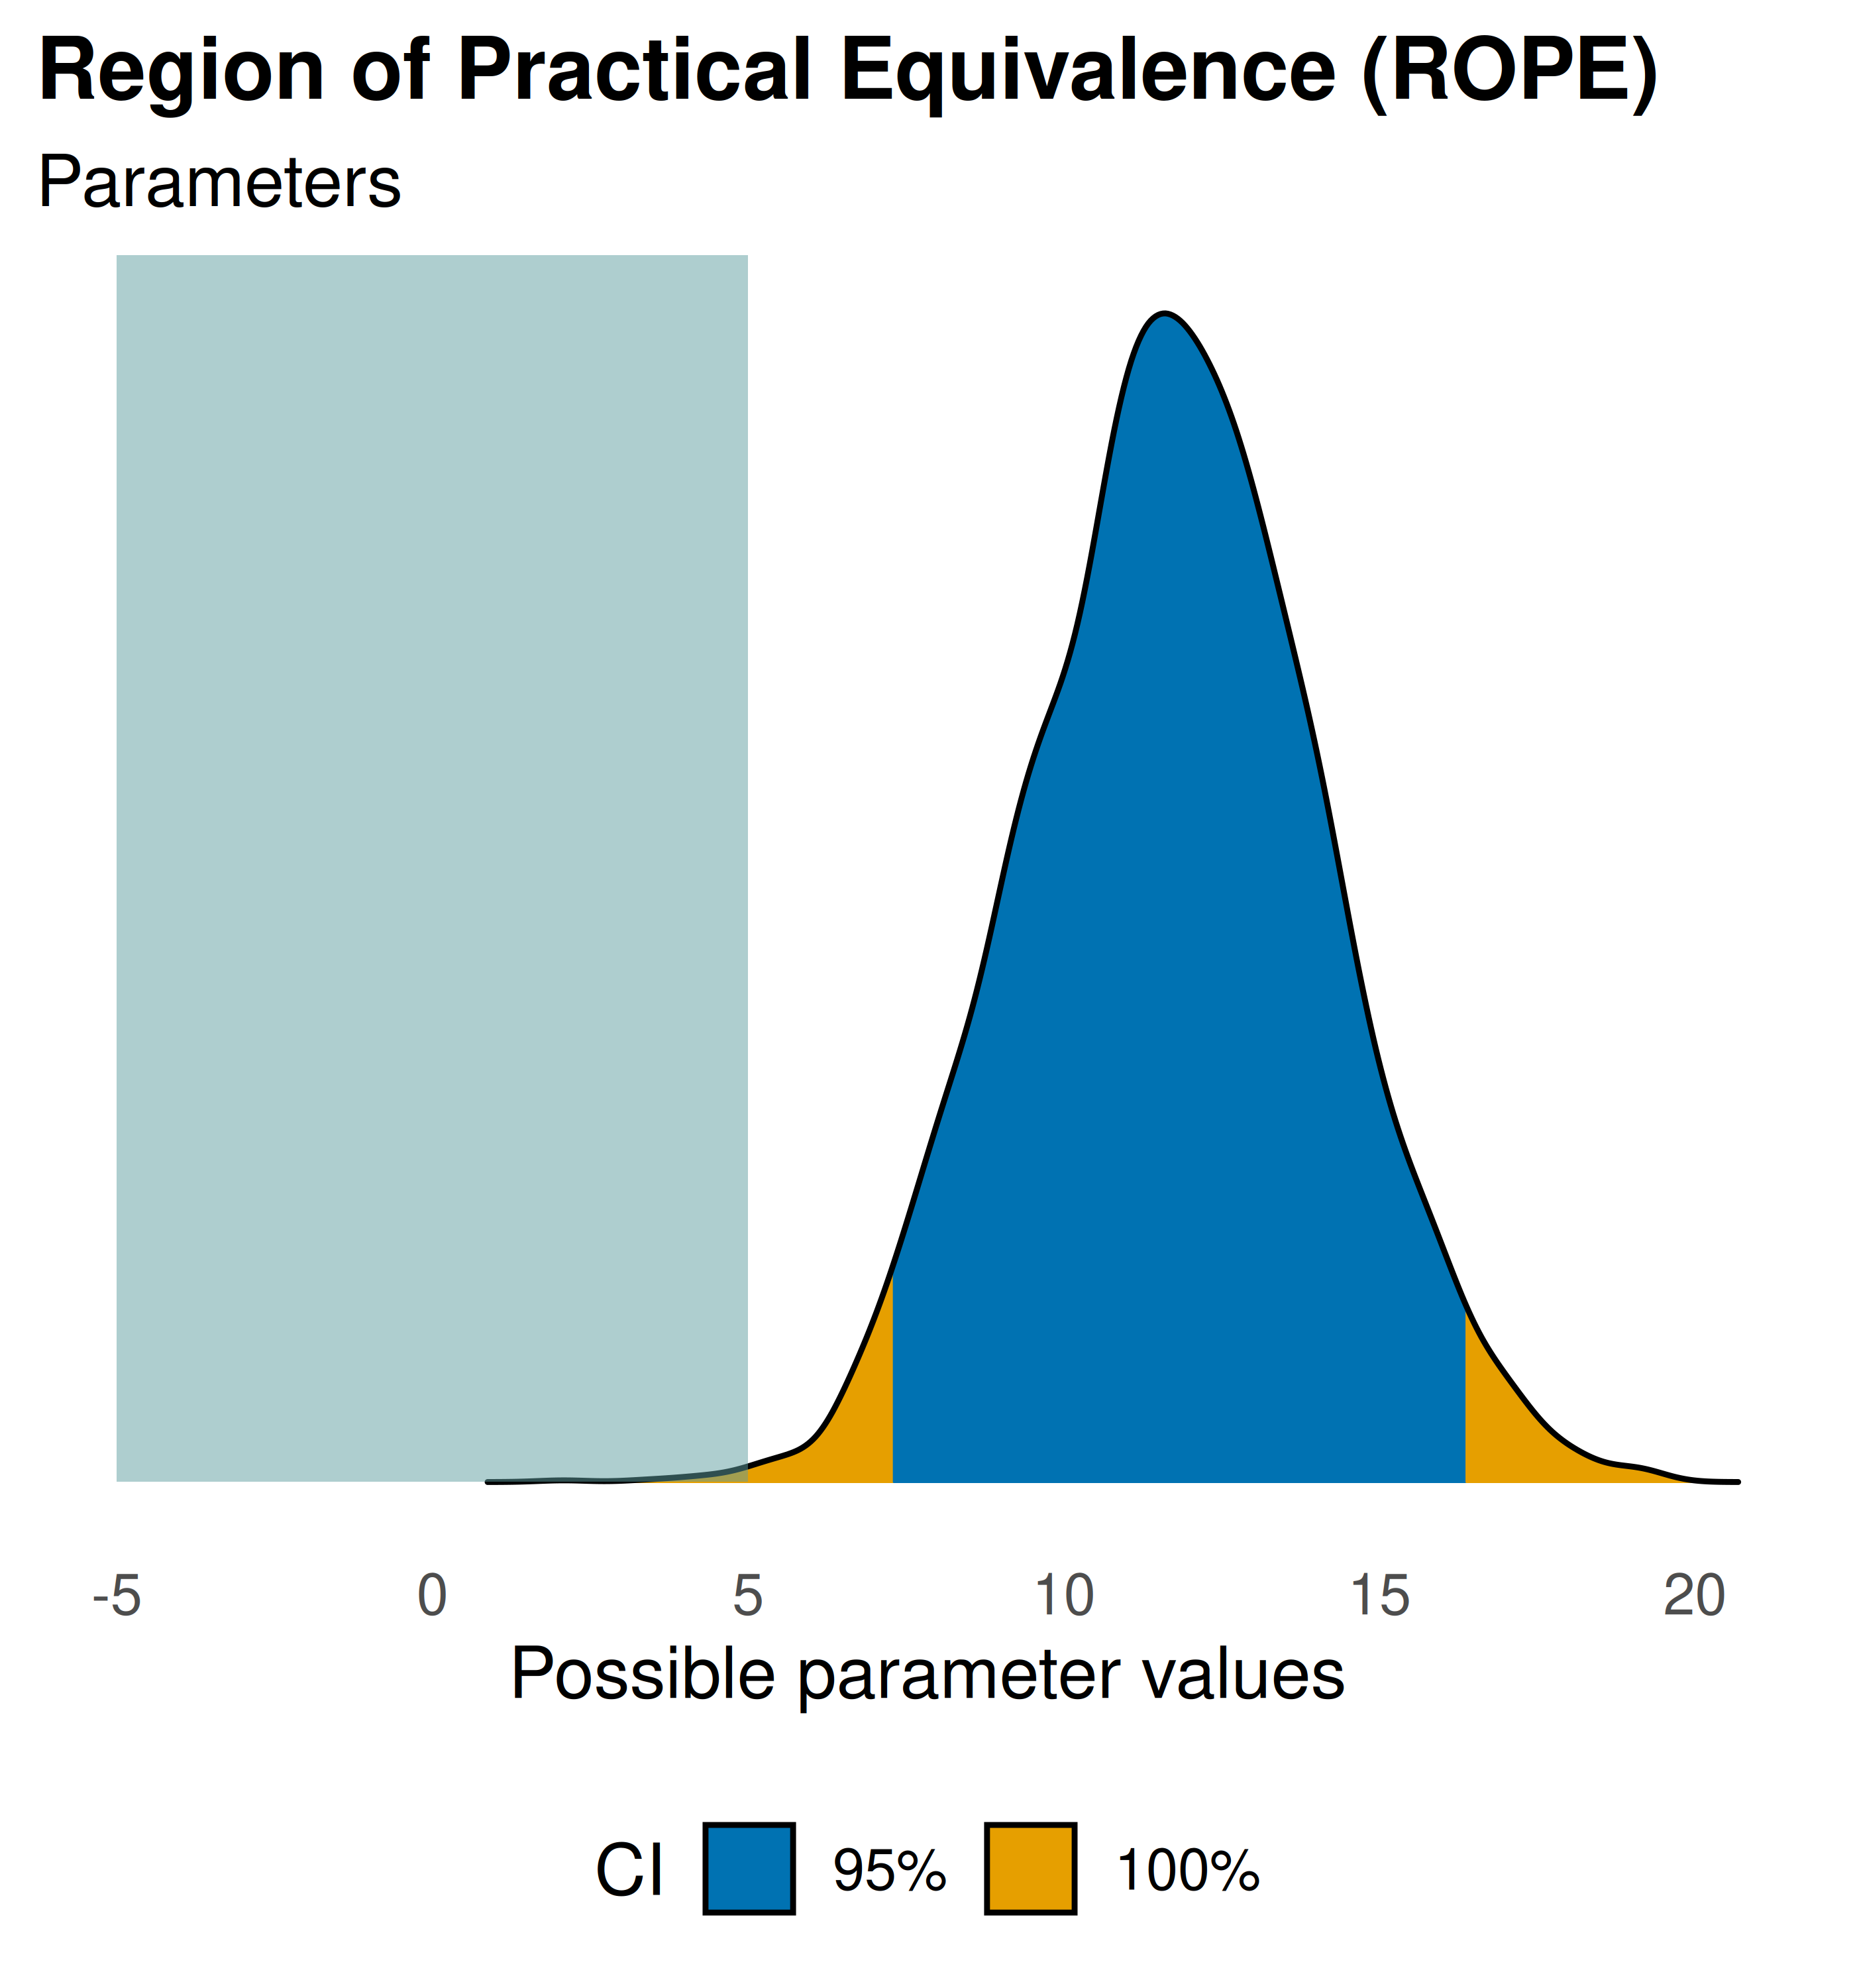 Region of Practical Equivalence (ROPE)
Parameters
-5 0 5 10 15 20
Possible parameter values
CI 95% 100%